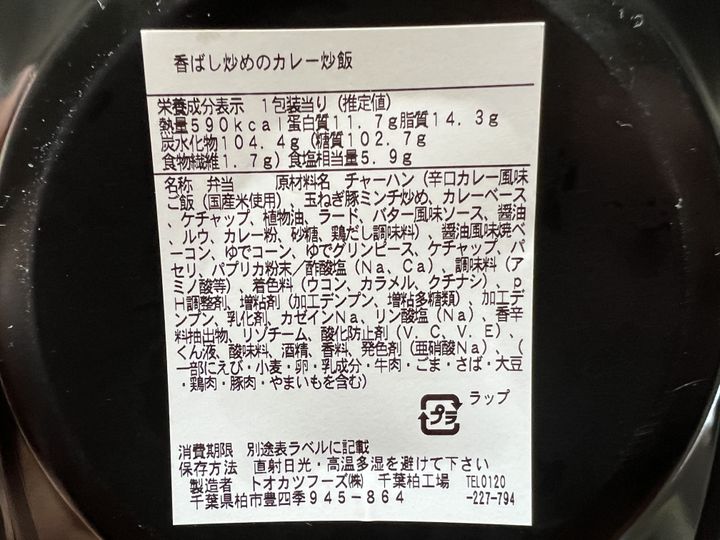 香ばし炒めのカレー炒飯
栄養成分表示　1包装当り（推定値）
熱量590kcal蛋白質11.7g脂質14.3g
炭水化物104.4g（糖質102.7g
食物繊維1.7g）食塩相当量5.9g
名称　弁当　　原材料名　チャーハン（辛口カレー風味
ご飯（国産米使用）、玉ねぎ豚ミンチ炒め、カレーベース
、ケチャップ、植物油、ラード、バター風味ソース、醤油
、ルウ、カレー粉、砂糖、鶏だし調味料）　醤油風味焼ベ
ーコン、ゆでコーン、ゆでグリンピース、ケチャップ、パ
セリ、パプリカ粉末／酢酸塩（Na、Ca）、調味料（ア
ミノ酸等）、着色料（ウコン、カラメル、クチナシ）、p
H調整剤、増粘剤（加工デンプン、増粘多糖類）、加工デ
ンプン、乳化剤、カゼインNa、リン酸塩（Na）、香辛
料抽出物、リゾチーム、酸化防止剤（V.C、V.E）、
くん液、酸味料、酒精、香料、発色剤（亜硝酸Na）、（
一部にえび・小麦・卵・乳成分・牛肉・ごま・さば・大豆
・鶏肉・豚肉・やまいもを含む）
プラ　ラップ
消費期限　別途表ラベルに記載
保存方法　直射日光・高温多湿を避けて下さい
製造者　トオカツフーズ㈱　千葉柏工場　TEL0120
千葉県柏市豊四季945-864　-227-794